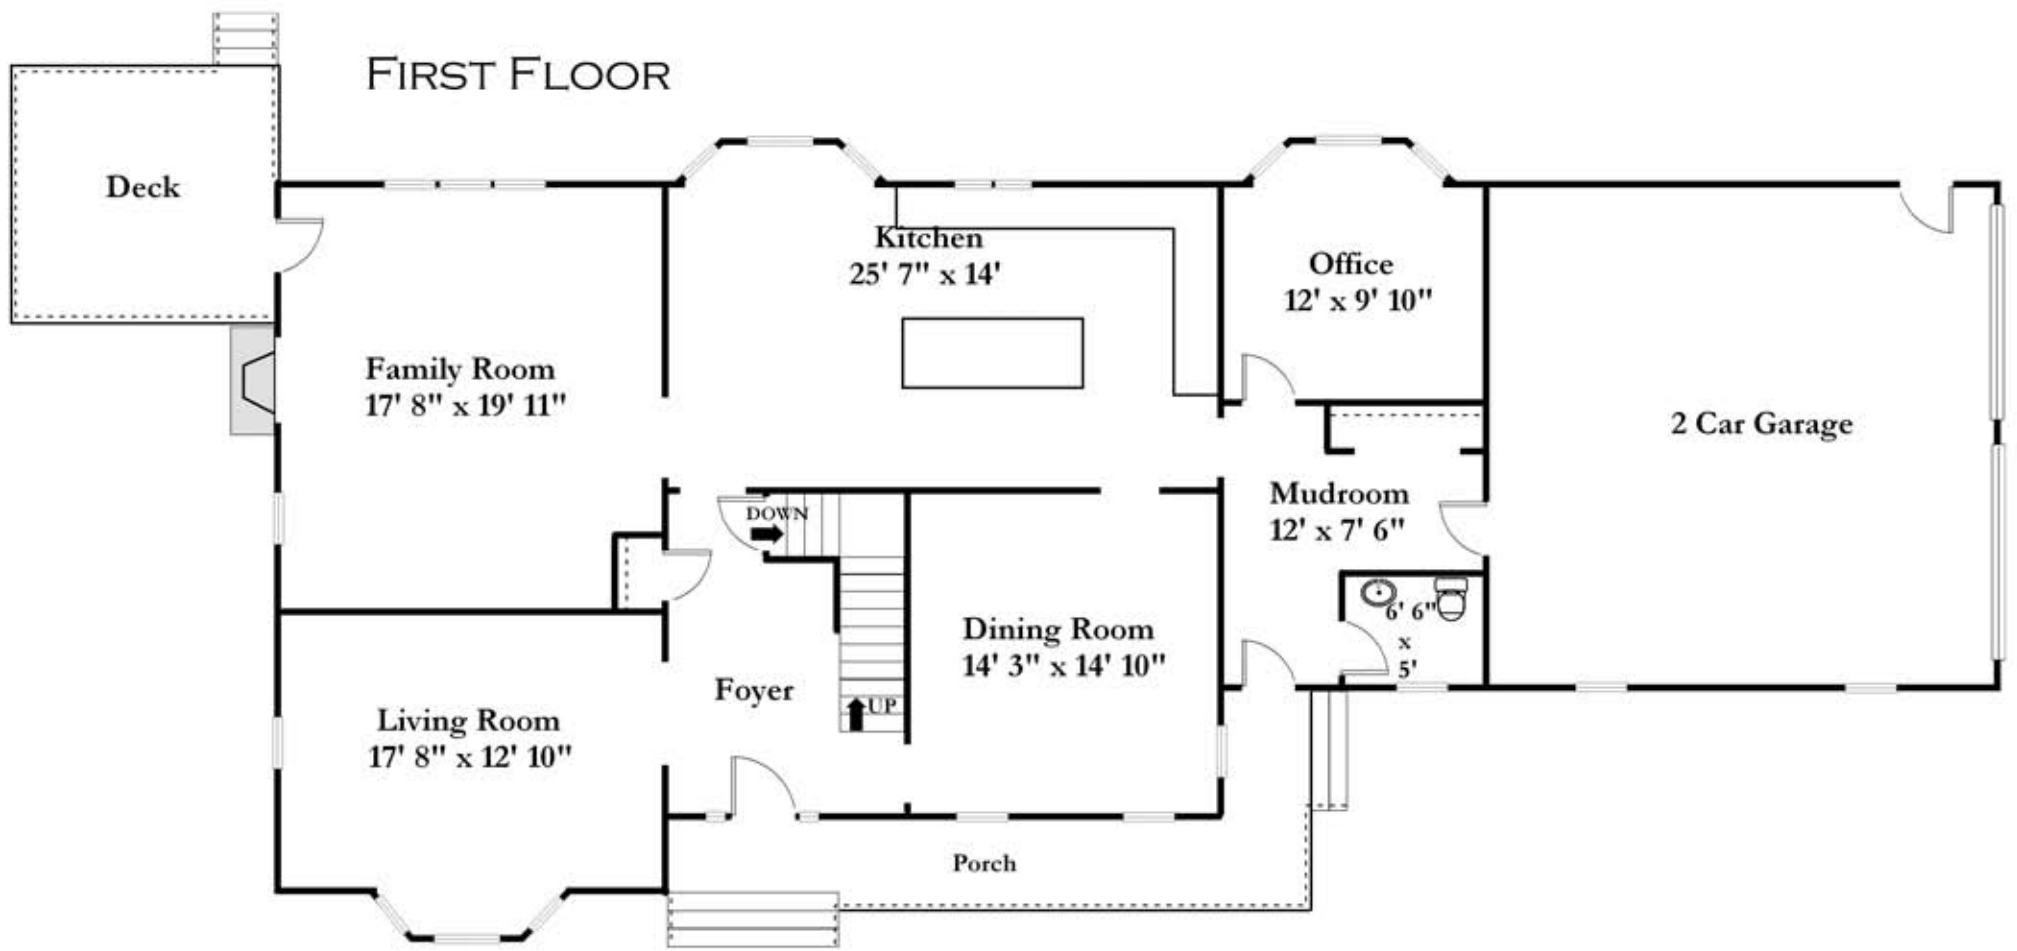 FIRST FLOOR
Deck
Kitchen
25' 7" x 14'
Office
12' x 9' 10"
Family Room
17' 8" x 19' 11"
2 Car Garage
Mudroom
12' x 7' 6"
DOWN
6' 6"
x
5'
Dining Room
14' 3" x 14' 10"
Foyer
UP
Living Room
17' 8" x 12' 10"
Porch